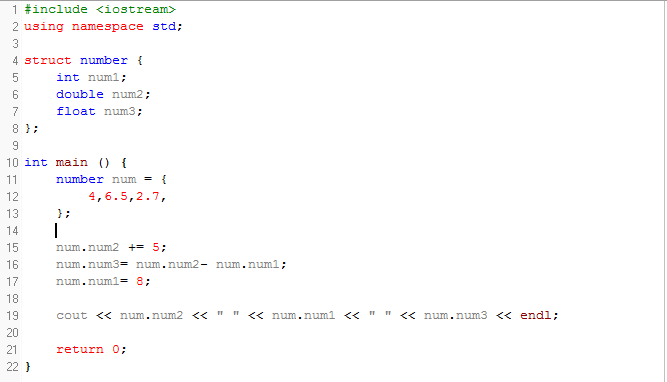 1 #include <iostream>
2 using namespace std;
3
4 struct number {
5     int num1;
6     double num2;
7     float num3;
8 };
9
10 int main () {
11     number num = {
12         4,6.5,2.7,
13     };
14
15     num.num2 += 5;
16     num.num3= num.num2- num.num1;
17     num.num1= 8;
18
19     cout << num.num2 << " " << num.num1 << " " << num.num3 << endl;
20
21     return 0;
22 }